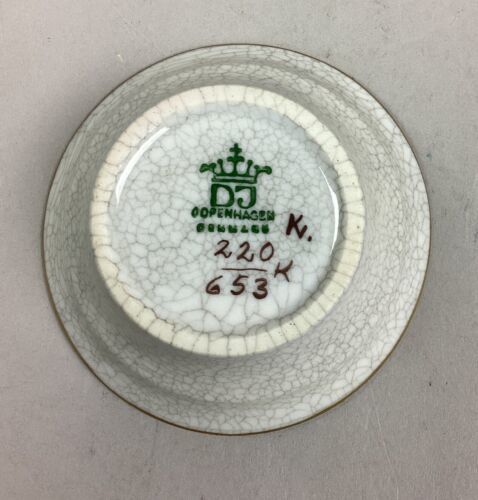 DJ
COPENHAGEN
DENMARK
K.
220
653 K